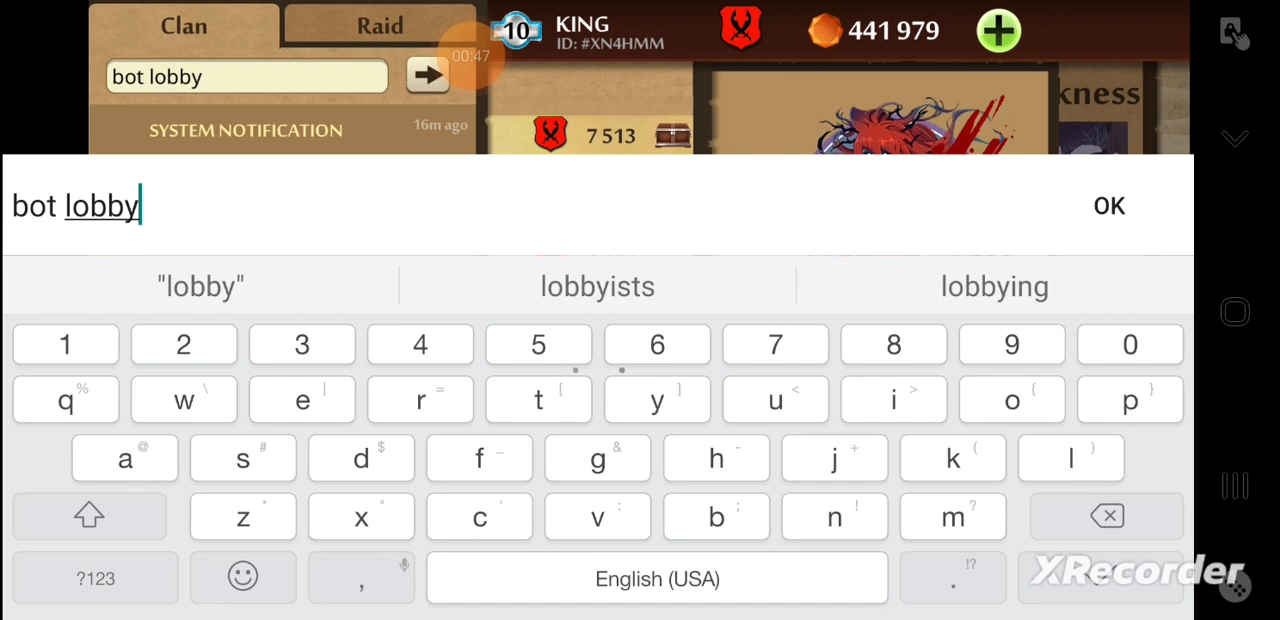 Clan
Raid
10
KING
ID: #XN4HMM
441 979
00:47
bot lobby
SYSTEM NOTIFICATION
16m ago
7 513
kness
bot lobby
OK
"lobby"
lobbyists
lobbying
1 2 3 4 5 6 7 8 9 0
q % w \ e | r = t [ y ] u < i > o { p }
a @ s # d $ f _ g & h - j + k ( l )
z * x " c ' v : b ; n ! m ?
?123
,
English (USA)
. !?
XRecorder